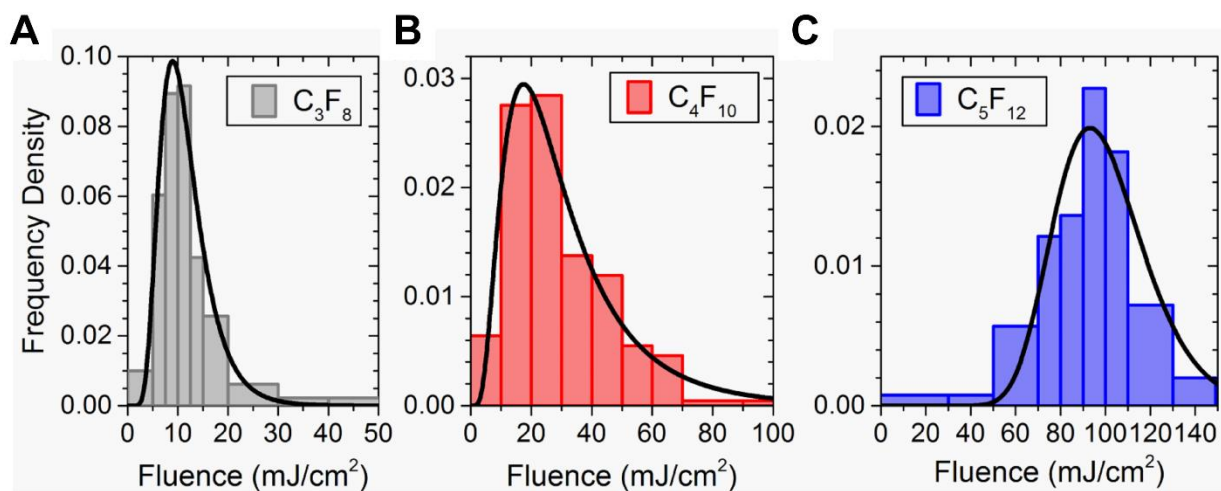 A B C
0.10
0.08
0.06
0.04
0.02
0.00
Frequency Density
C₃F₈
0 10 20 30 40 50
Fluence (mJ/cm²)
0.03
0.02
0.01
0.00
C₄F₁₀
0 20 40 60 80 100
Fluence (mJ/cm²)
0.02
0.01
0.00
C₅F₁₂
0 20 40 60 80 100 120 140
Fluence (mJ/cm²)